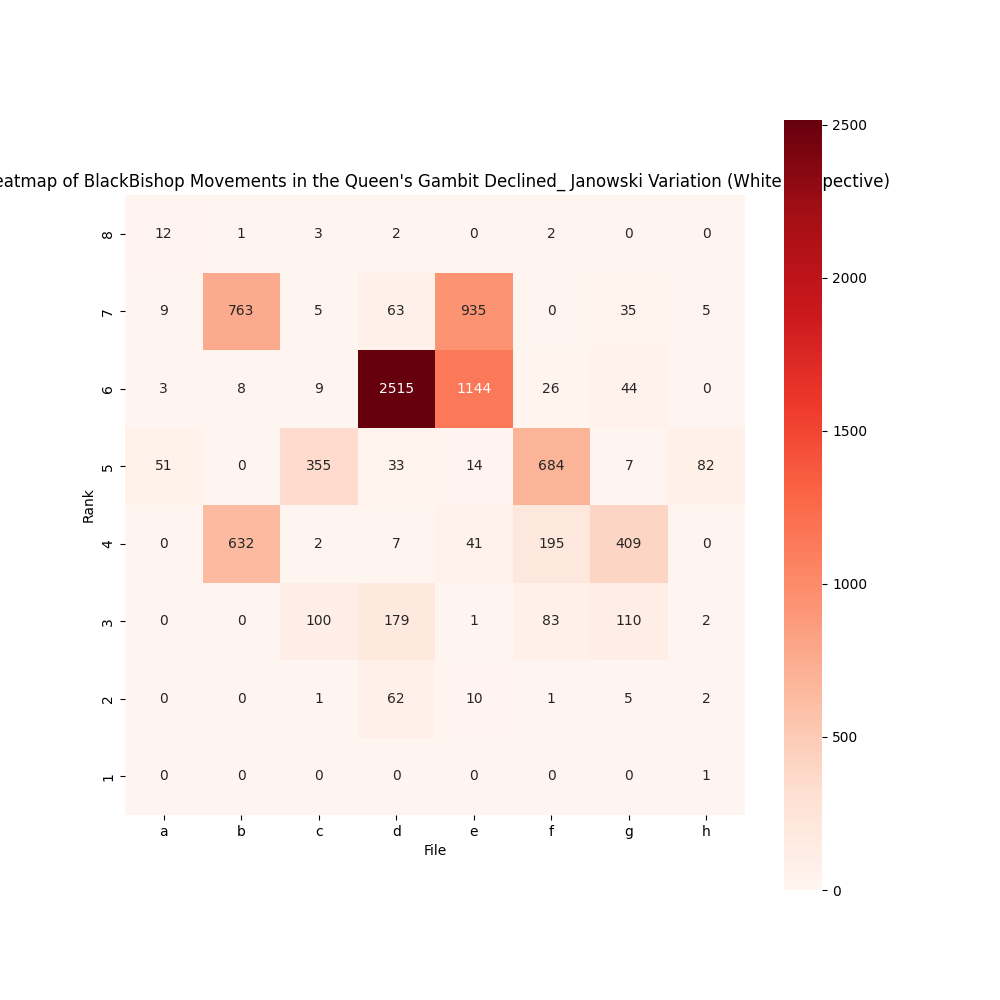 eatmap of BlackBishop Movements in the Queen's Gambit Declined_ Janowski Variation (White pective)
2500
8 12 1 3 2 0 2 0 0
2000
7 9 763 5 63 935 0 35 5
6 3 8 9 2515 1144 26 44 0
1500
5 51 0 355 33 14 684 7 82
Rank
4 0 632 2 7 41 195 409 0
1000
3 0 0 100 179 1 83 110 2
2 0 0 1 62 10 1 5 2
500
1 0 0 0 0 0 0 0 1
a b c d e f g h
File
0